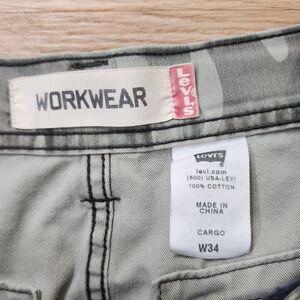 WORKWEAR
Levi's
LEVI'S
levi.com
(800) USA-LEVI
100% COTTON
MADE IN
CHINA
CARGO
W34